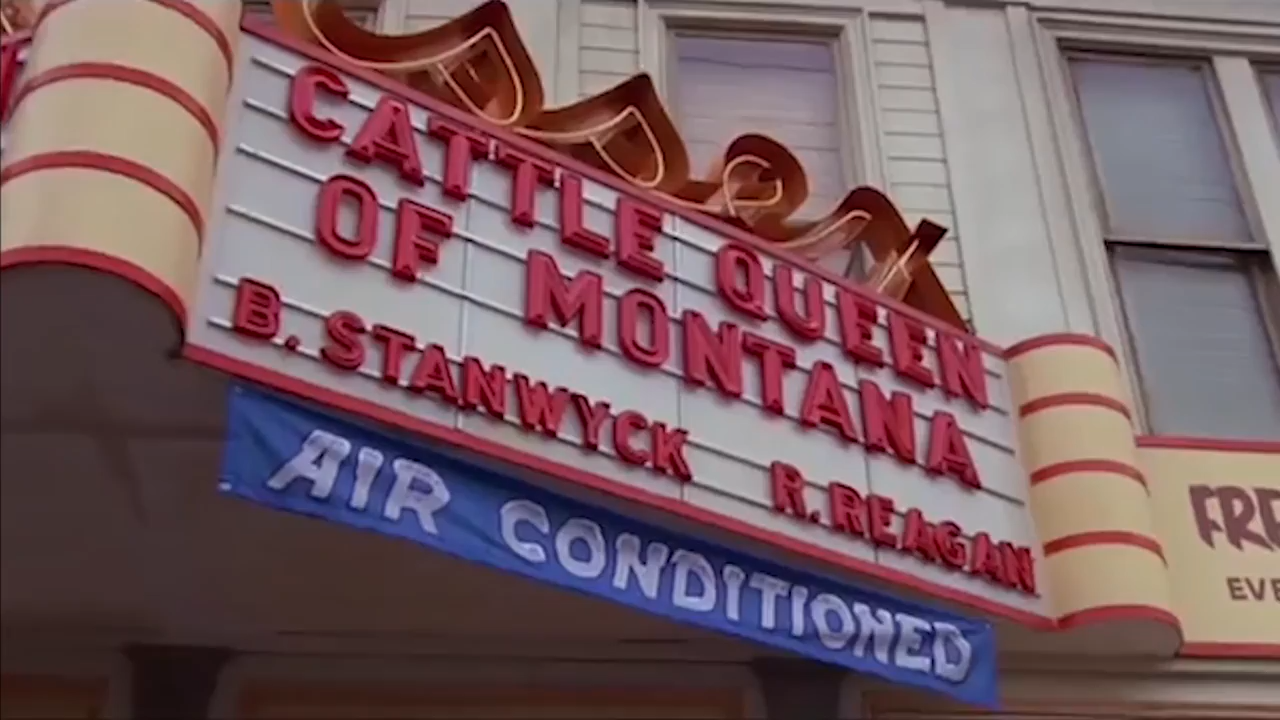 CATTLE QUEEN
OF MONTANA
B. STANWYCK R. REAGAN
AIR CONDITIONED